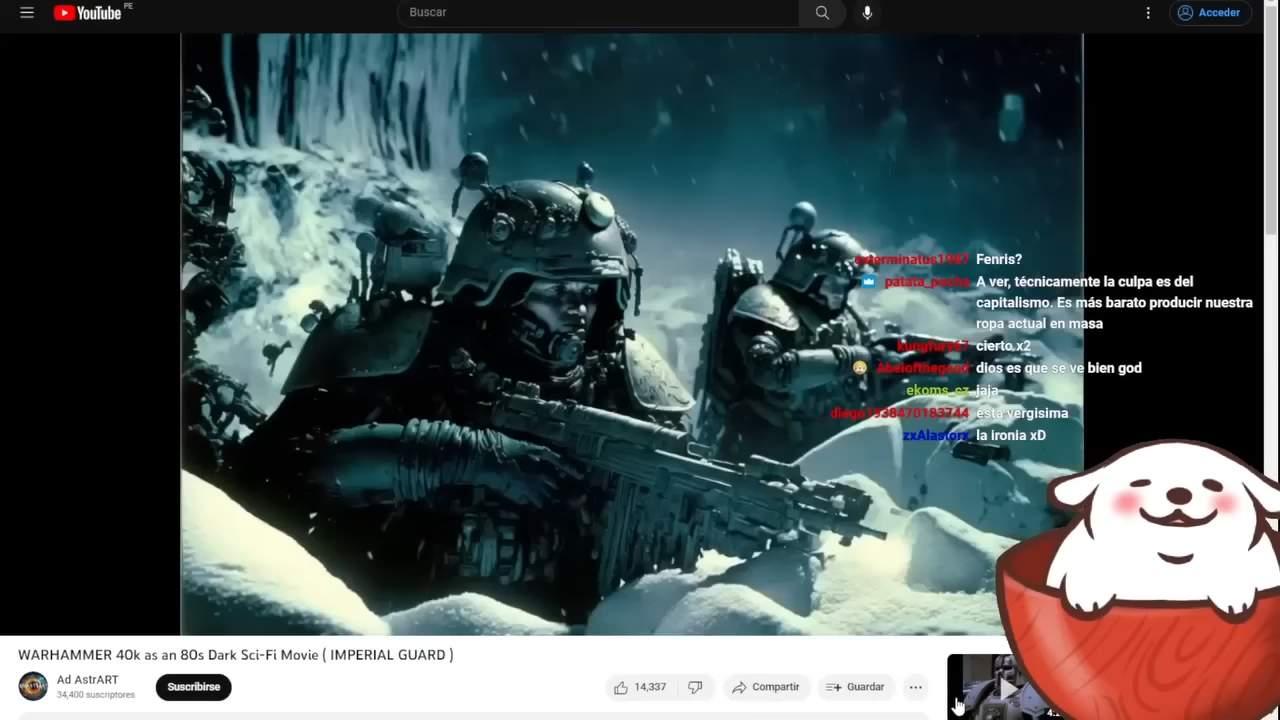 YouTube PE
Buscar
Acceder
exterminatus1987 Fenris?
patata_pocha A ver, técnicamente la culpa es del
capitalismo. Es más barato producir nuestra
ropa actual en masa
cierto x2
dios es que se ve bien god
ekoms_cz jaja
diego1938470183744 esta vergisima
zxAlastorx la ironia xD
WARHAMMER 40k as an 80s Dark Sci-Fi Movie ( IMPERIAL GUARD )
Ad AstrART
34,400 suscriptores
Suscribirse
14,337
Compartir
Guardar